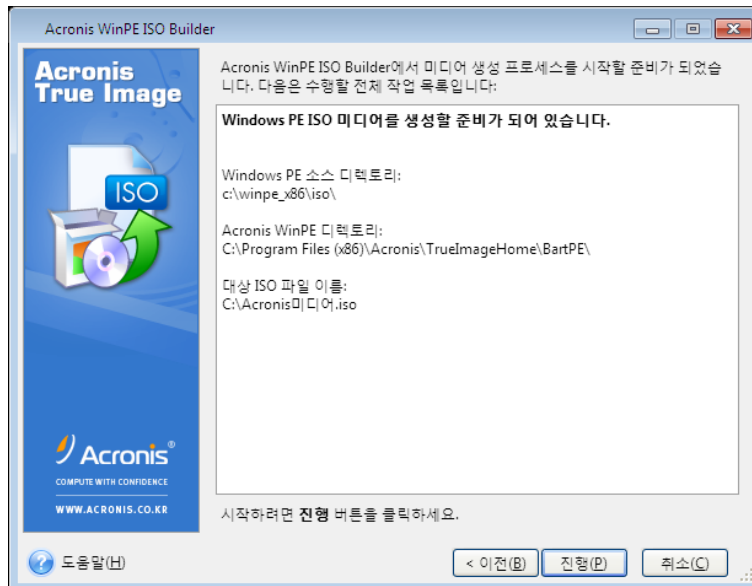 Acronis WinPE ISO Builder
Acronis
True Image
ISO
Acronis®
COMPUTE WITH CONFIDENCE
WWW.ACRONIS.CO.KR
Acronis WinPE ISO Builder에서 미디어 생성 프로세스를 시작할 준비가 되었습
니다. 다음은 수행할 전체 작업 목록입니다:
Windows PE ISO 미디어를 생성할 준비가 되어 있습니다.
Windows PE 소스 디렉토리:
c:\winpe_x86\iso\
Acronis WinPE 디렉토리:
C:\Program Files (x86)\Acronis\TrueImageHome\BartPE\
대상 ISO 파일 이름:
C:\Acronis미디어.iso
시작하려면 진행 버튼을 클릭하세요.
도움말(H)
< 이전(B)
진행(P)
취소(C)